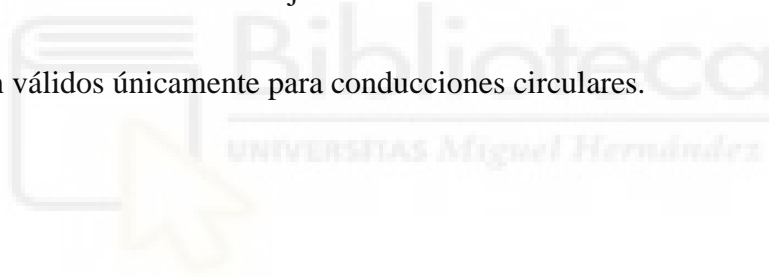 válidos únicamente para conducciones circulares.
Biblioteca
UNIVERSITAS Miguel Hernández